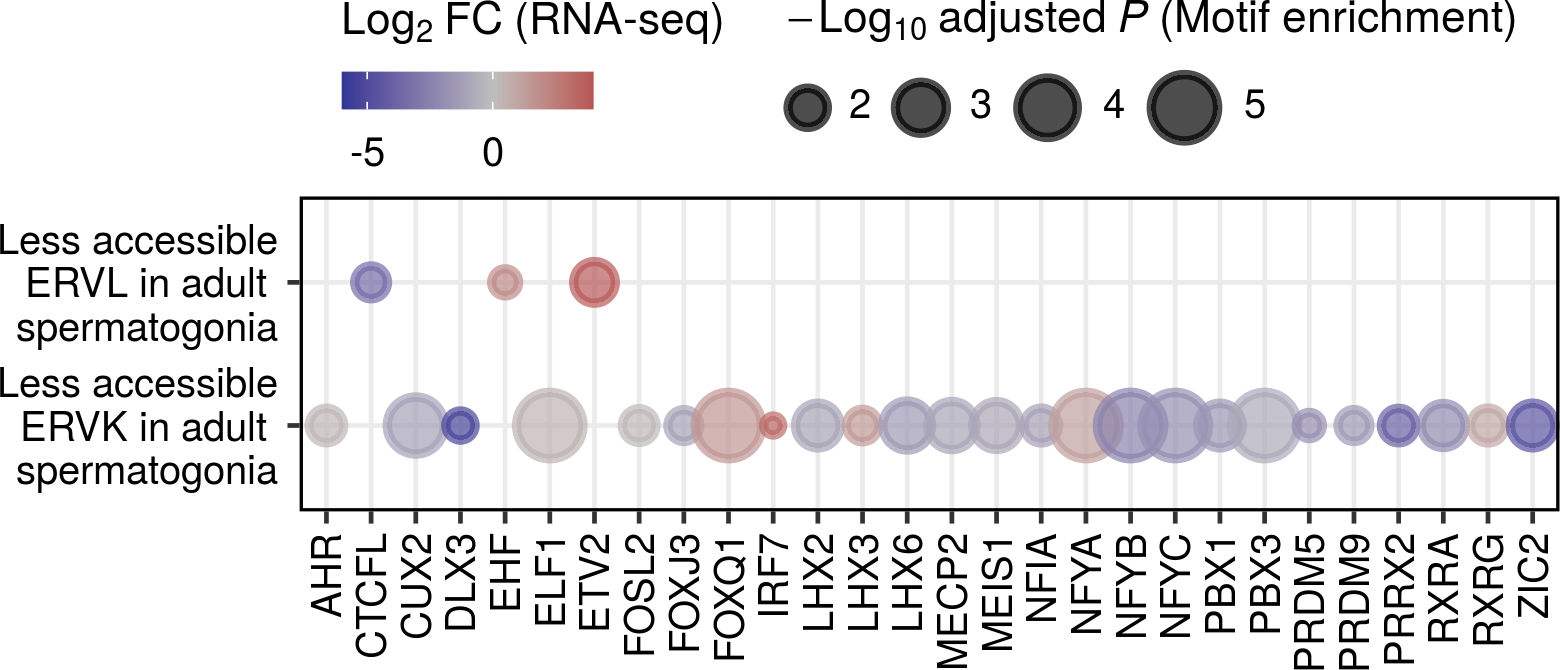 Log₂ FC (RNA-seq)
−Log₁₀ adjusted P (Motif enrichment)
-5 0
2 3 4 5
Less accessible
ERVL in adult
spermatogonia
Less accessible
ERVK in adult
spermatogonia
AHR
CTCFL
CUX2
DLX3
EHF
ELF1
ETV2
FOSL2
FOXJ3
FOXQ1
IRF7
LHX2
LHX3
LHX6
MECP2
MEIS1
NFIA
NFYA
NFYB
NFYC
PBX1
PBX3
PRDM5
PRDM9
PRRX2
RXRA
RXRG
ZIC2